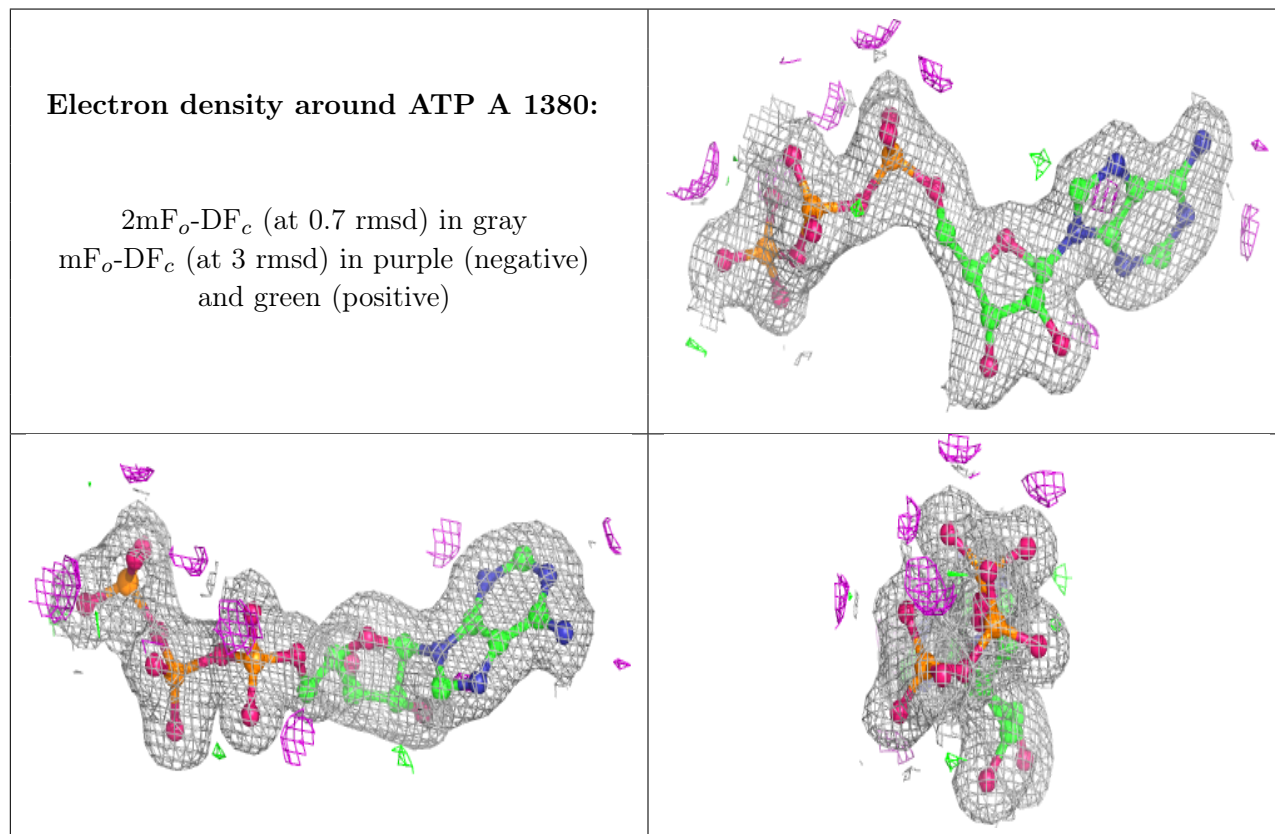 Electron density around ATP A 1380:
2mFₒ-DF𝒸 (at 0.7 rmsd) in gray
mFₒ-DF𝒸 (at 3 rmsd) in purple (negative)
and green (positive)